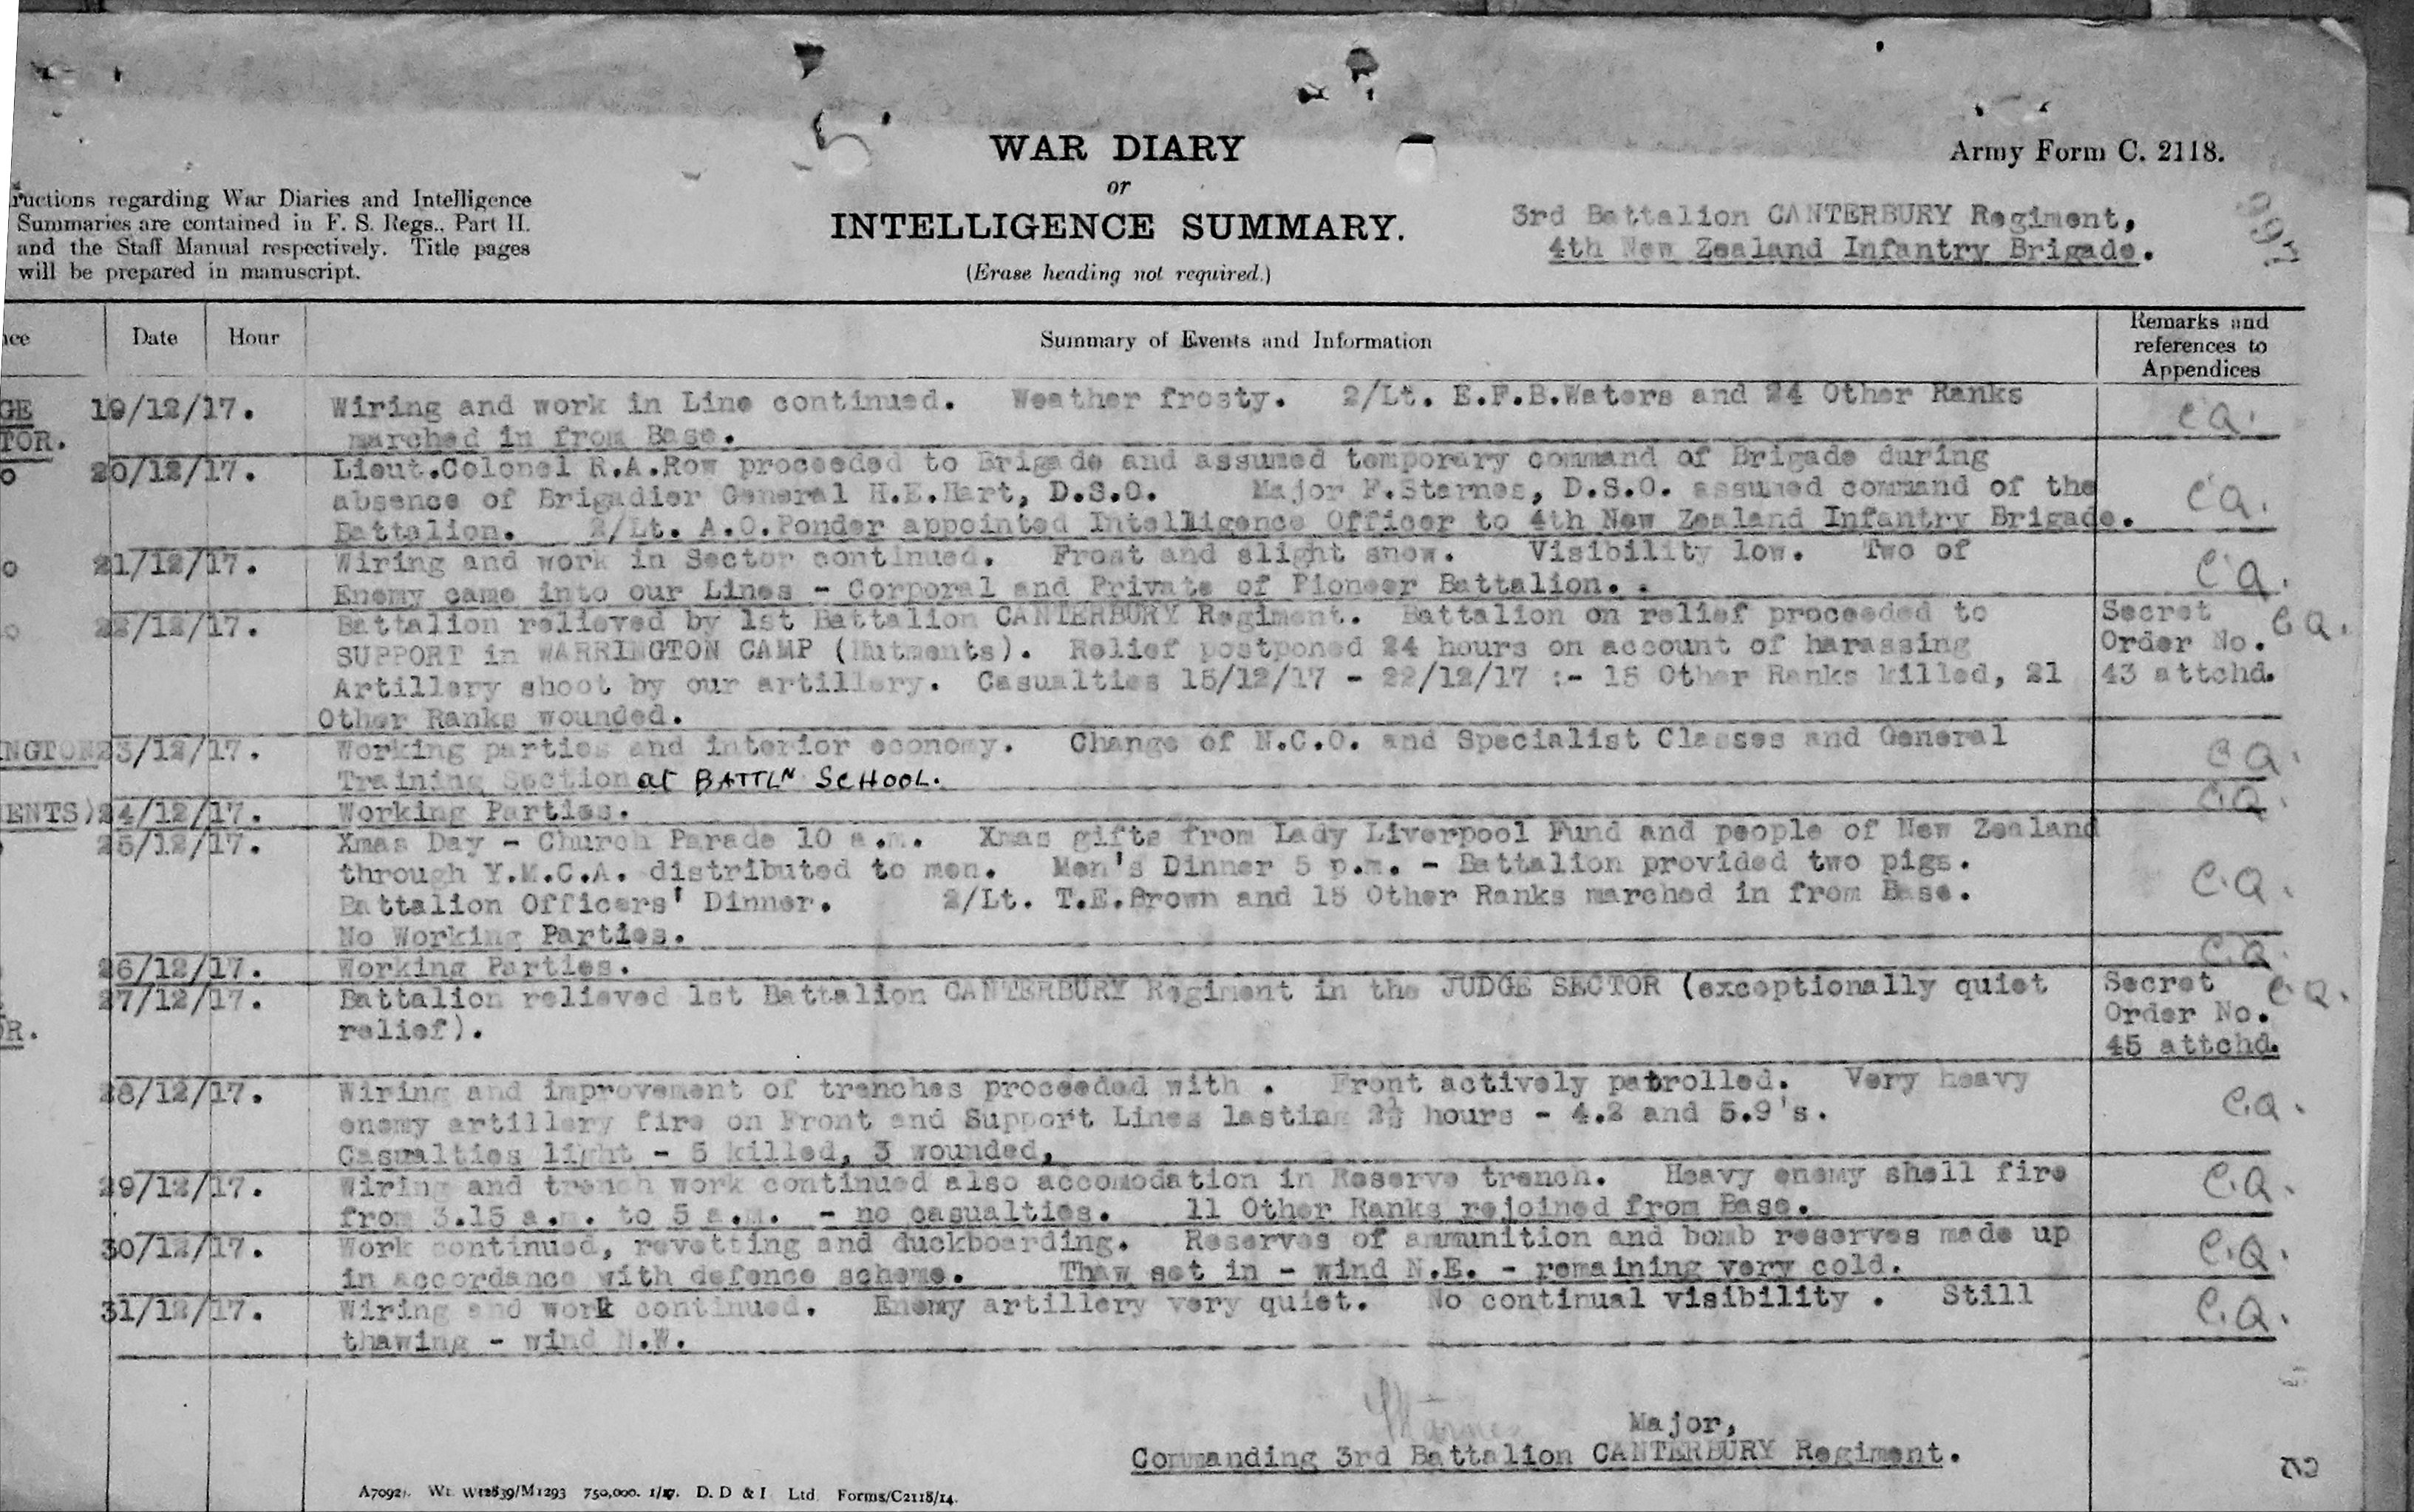 WAR DIARY
or
INTELLIGENCE SUMMARY.
(Erase heading not required.)
Army Form C. 2118.
ructions regarding War Diaries and Intelligence
Summaries are contained in F. S. Regs., Part II.
and the Staff Manual respectively. Title pages
will be prepared in manuscript.
3rd Battalion CANTERBURY Regiment,
4th New Zealand Infantry Brigade.
nce Date Hour Summary of Events and Information Remarks and
references to
Appendices
GE 19/12/17. Wiring and work in Line continued. Weather frosty. 2/Lt. E.F.B.Waters and 24 Other Ranks C.Q.
TOR. marched in from Base.
o 20/12/17. Lieut.Colonel R.A.Row proceeded to Brigade and assumed temporary command of Brigade during
absence of Brigadier General H.E.Hart, D.S.O. Major F.Starnes, D.S.O. assumed command of the C.Q.
Battalion. 2/Lt. A.O.Ponder appointed Intelligence Officer to 4th New Zealand Infantry Brigade.
o 21/12/17. Wiring and work in Sector continued. Frost and slight snow. Visibility low. Two of C.Q.
Enemy came into our Lines - Corporal and Private of Pioneer Battalion. .
o 22/12/17. Battalion relieved by 1st Battalion CANTERBURY Regiment. Battalion on relief proceeded to Secret C.Q.
SUPPORT in WARRINGTON CAMP (Hutments). Relief postponed 24 hours on account of harassing Order No.
Artillery shoot by our artillery. Casualties 15/12/17 - 22/12/17 :- 15 Other Ranks killed, 21 43 attchd.
Other Ranks wounded.
INGTON 23/12/17. Working parties and interior economy. Change of N.C.O. and Specialist Classes and General C.Q.
Training Section at BATTLN SCHOOL.
ENTS) 24/12/17. Working Parties. C.Q.
25/12/17. Xmas Day - Church Parade 10 a.m. Xmas gifts from Lady Liverpool Fund and people of New Zealand
through Y.M.C.A. distributed to men. Men's Dinner 5 p.m. - Battalion provided two pigs. C.Q.
Battalion Officers' Dinner. 2/Lt. T.E.Brown and 15 Other Ranks marched in from Base.
No Working Parties.
26/12/17. Working Parties. C.Q.
27/12/17. Battalion relieved 1st Battalion CANTERBURY Regiment in the JUDGE SECTOR (exceptionally quiet Secret C.Q.
OR. relief). Order No.
45 attchd.
28/12/17. Wiring and improvement of trenches proceeded with . Front actively patrolled. Very heavy
enemy artillery fire on Front and Support Lines lasting 2½ hours - 4.2 and 5.9's. C.Q.
Casualties light - 5 killed, 3 wounded,
29/12/17. Wiring and trench work continued also accomodation in Reserve trench. Heavy enemy shell fire C.Q.
from 3.15 a.m. to 5 a.m. - no casualties. 11 Other Ranks rejoined from Base.
30/12/17. Work continued, revetting and duckboarding. Reserves of ammunition and bomb reserves made up C.Q.
in accordance with defence scheme. Thaw set in - wind N.E. - remaining very cold.
31/12/17. Wiring and work continued. Enemy artillery very quiet. No continual visibility . Still C.Q.
thawing - wind N.W.
Starnes Major,
Commanding 3rd Battalion CANTERBURY Regiment.
A7092. Wt. W12839/M1293 750,000. 1/17. D. D & L Ltd. Forms/C2118/14.